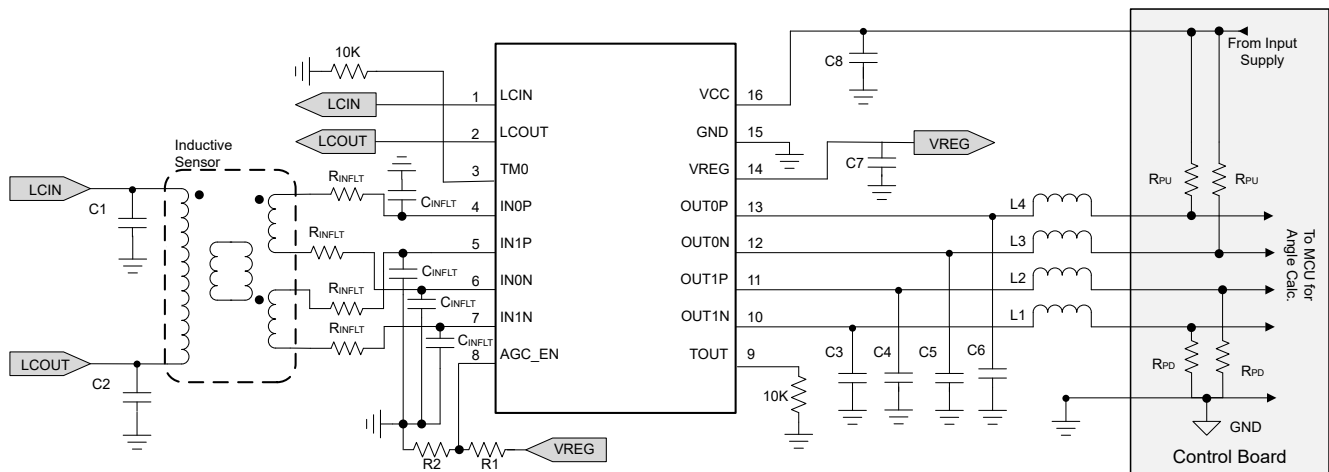 10K
LCIN
LCOUT
Inductive
Sensor
LCIN
C1
LCOUT
C2
RINFLT
RINFLT
RINFLT
RINFLT
CINFLT
CINFLT
CINFLT
CINFLT
R2
R1
VREG
1
2
3
4
5
6
7
8
LCIN
LCOUT
TM0
IN0P
IN1P
IN0N
IN1N
AGC_EN
VCC
GND
VREG
OUT0P
OUT0N
OUT1P
OUT1N
TOUT
16
15
14
13
12
11
10
9
C8
C7
VREG
L4
L3
L2
L1
10K
C3
C4
C5
C6
From Input
Supply
RPU
RPU
To MCU for
Angle Calc.
RPD
RPD
GND
Control Board